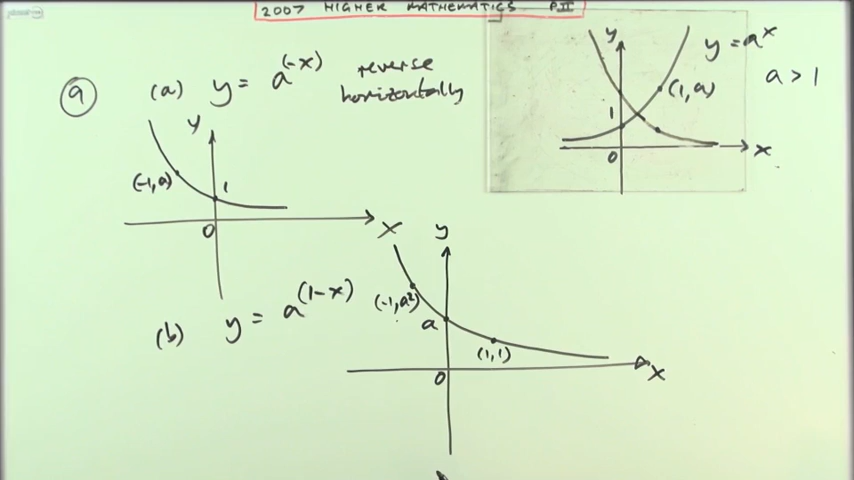 2007 HIGHER MATHEMATICS PII
9
(a) y = a^(-x)
reverse
horizontally
y
(-1,a)
1
0
x
y
y = a^x
a > 1
(1,a)
1
0
x
(b) y = a^(1-x)
y
(-1,a²)
a
(1,1)
0
x